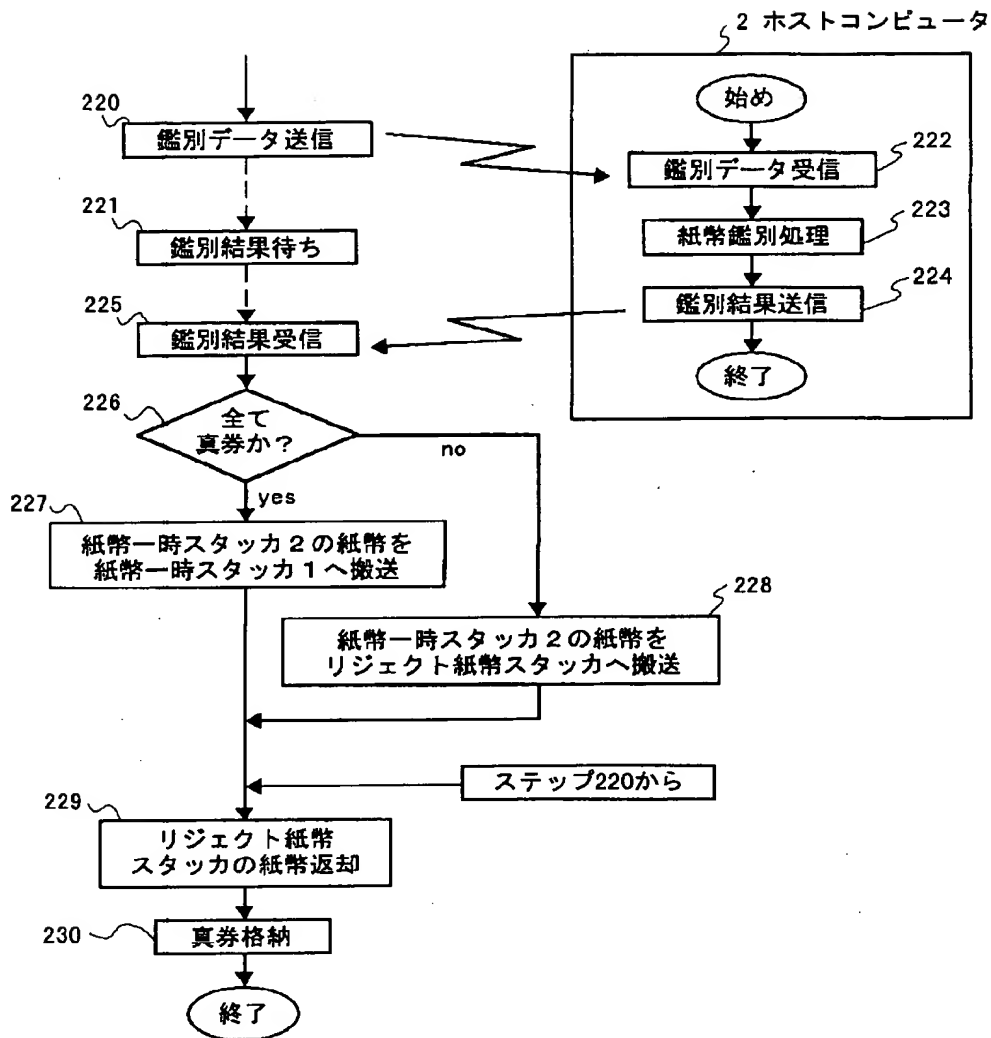 2 ホストコンピュータ
始め
220
鑑別データ送信
222
鑑別データ受信
221
鑑別結果待ち
223
紙幣鑑別処理
224
鑑別結果送信
225
鑑別結果受信
終了
226
全て
真券か?
no
yes
227
紙幣一時スタッカ2の紙幣を
紙幣一時スタッカ1へ搬送
228
紙幣一時スタッカ2の紙幣を
リジェクト紙幣スタッカへ搬送
ステップ220から
229
リジェクト紙幣
スタッカの紙幣返却
230
真券格納
終了